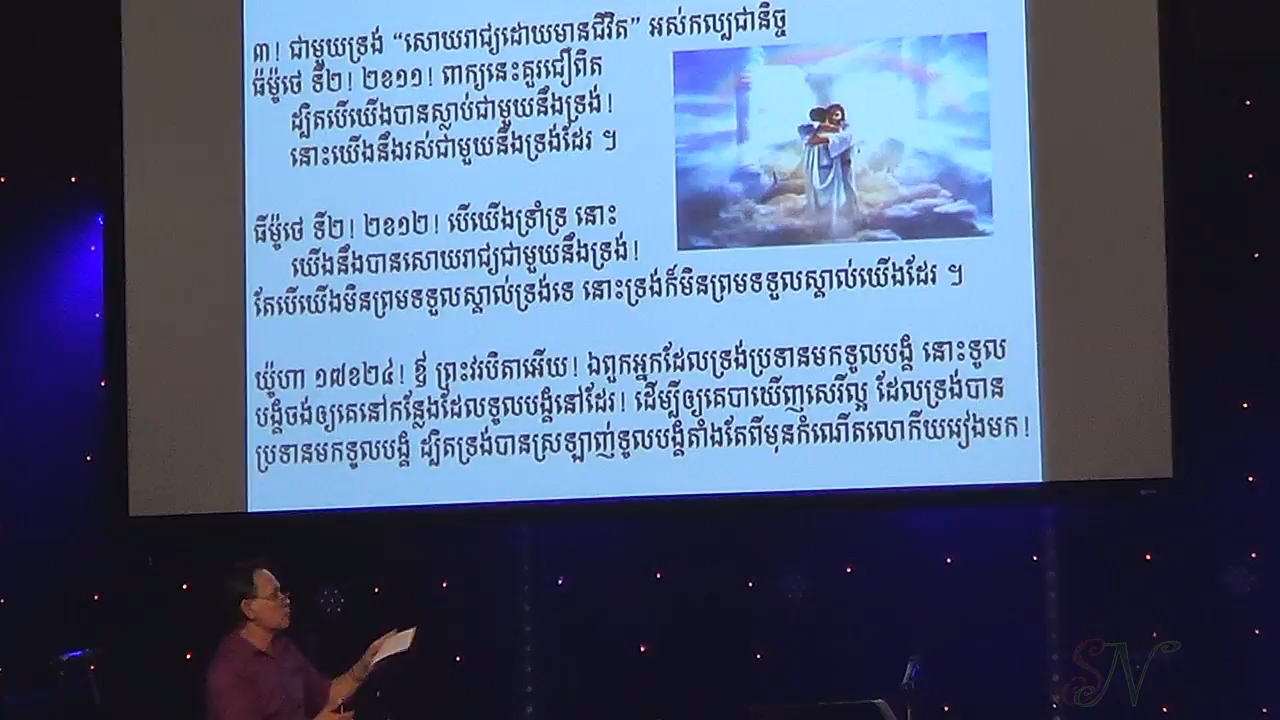 ៣! ជាមួយទ្រង់ “សោយរាជ្យដោយមានជីវិត” អស់កល្បជានិច្ច
ធីម៉ូថេ ទី២! ២ខ១១! ពាក្យនេះគួរជឿពិត
ដ្បិតបើយើងបានស្លាប់ជាមួយនឹងទ្រង់!
នោះយើងនឹងរស់ជាមួយនឹងទ្រង់ដែរ ។
ធីម៉ូថេ ទី២! ២ខ១២! បើយើងទ្រាំទ្រ នោះ
យើងនឹងបានសោយរាជ្យជាមួយនឹងទ្រង់!
តែបើយើងមិនព្រមទទួលស្គាល់ទ្រង់ទេ នោះទ្រង់ក៏មិនព្រមទទួលស្គាល់យើងដែរ ។
យ៉ូហា ១៧ខ២៤! ឱ ព្រះវរបិតាអើយ! ឯពួកអ្នកដែលទ្រង់ប្រទានមកទូលបង្គំ នោះទូល
បង្គំចង់ឲ្យគេនៅកន្លែងដែលទូលបង្គំនៅដែរ! ដើម្បីឲ្យគេបាឃើញសេរីល្អ ដែលទ្រង់បាន
ប្រទានមកទូលបង្គំ ដ្បិតទ្រង់បានស្រឡាញ់ទូលបង្គំតាំងតែពីមុនកំណើតលោកីយរៀងមក!
SN